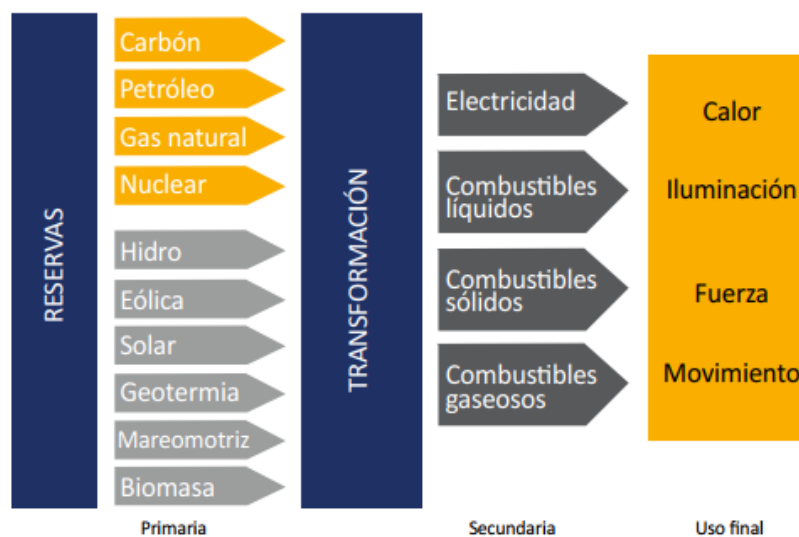 RESERVAS
Carbón
Petróleo
Gas natural
Nuclear
Hidro
Eólica
Solar
Geotermia
Mareomotriz
Biomasa
Primaria
TRANSFORMACIÓN
Electricidad
Combustibles
líquidos
Combustibles
sólidos
Combustibles
gaseosos
Secundaria
Calor
Iluminación
Fuerza
Movimiento
Uso final